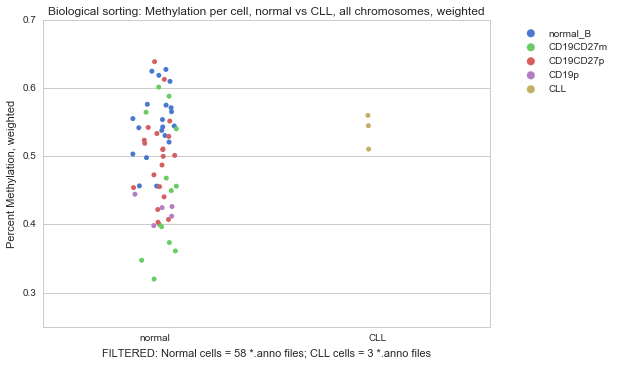 Biological sorting: Methylation per cell, normal vs CLL, all chromosomes, weighted
0.7
0.6
0.5
0.4
0.3
Percent Methylation, weighted
normal
CLL
FILTERED: Normal cells = 58 *.anno files; CLL cells = 3 *.anno files
normal_B
CD19CD27m
CD19CD27p
CD19p
CLL